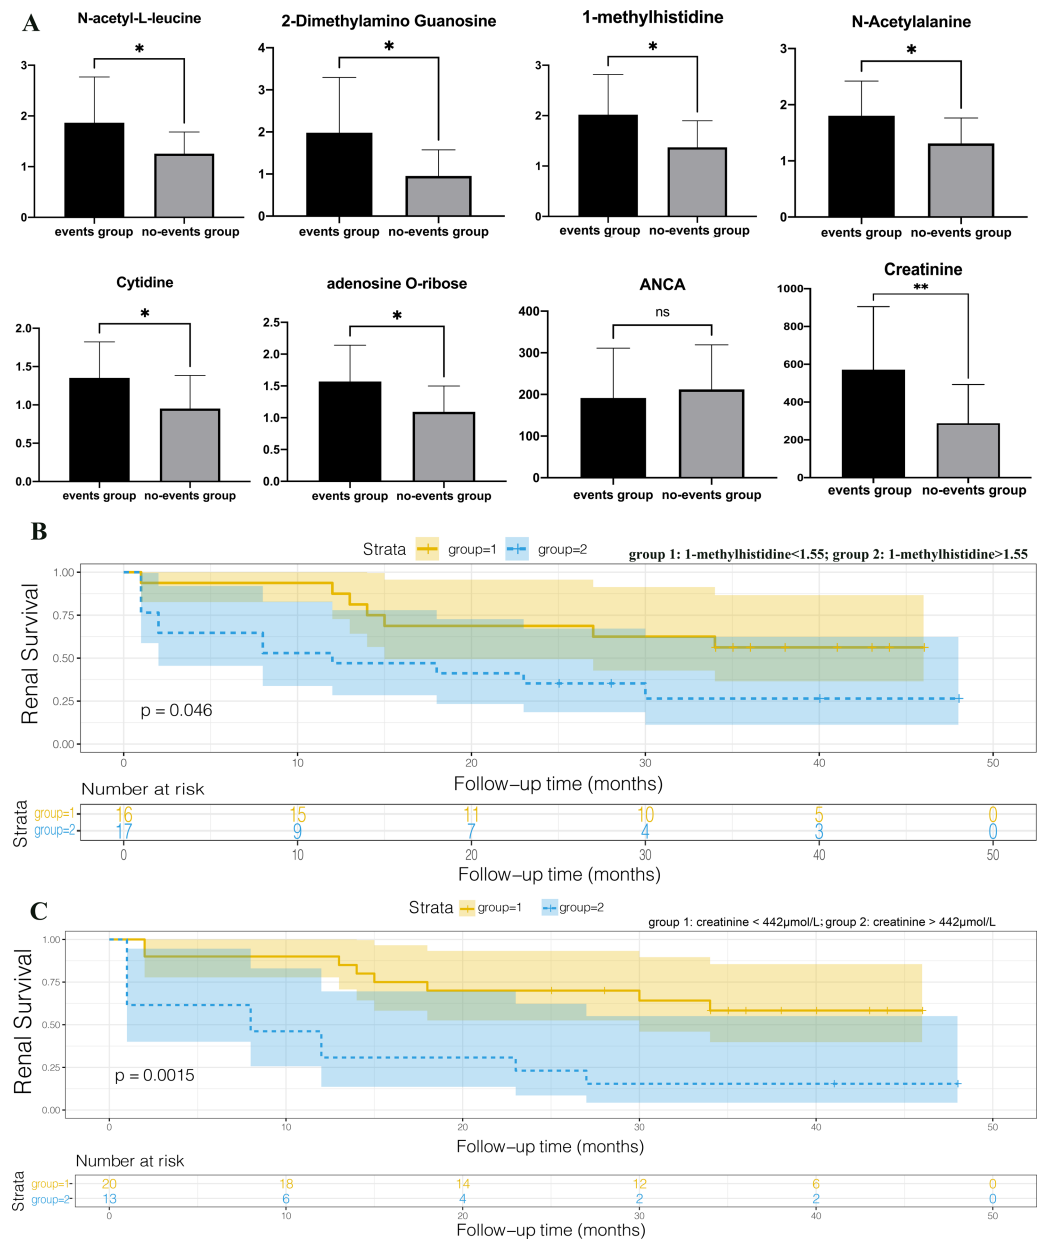 A
N-acetyl-L-leucine
2-Dimethylamino Guanosine
1-methylhistidine
N-Acetylalanine
*
*
*
*
3
2
1
0
4
3
2
1
0
3
2
1
0
3
2
1
0
events group no-events group
events group no-events group
events group no-events group
events group no-events group
Cytidine
adenosine O-ribose
ANCA
Creatinine
*
*
ns
**
2.0
1.5
1.0
0.5
0.0
2.5
2.0
1.5
1.0
0.5
0.0
400
300
200
100
0
1000
800
600
400
200
0
events group no-events group
events group no-events group
events group no-events group
events group no-events group
B
Strata group=1 group=2
group 1: 1-methylhistidine<1.55; group 2: 1-methylhistidine>1.55
Renal Survival
1.00
0.75
0.50
0.25
0.00
p = 0.046
0 10 20 30 40 50
Follow-up time (months)
Number at risk
Strata
group=1 16 15 11 10 5 0
group=2 17 9 7 4 3 0
0 10 20 30 40 50
Follow-up time (months)
C
Strata group=1 group=2
group 1: creatinine < 442μmol/L; group 2: creatinine > 442μmol/L
Renal Survival
1.00
0.75
0.50
0.25
0.00
p = 0.0015
0 10 20 30 40 50
Follow-up time (months)
Number at risk
Strata
group=1 20 18 14 12 6 0
group=2 13 6 4 2 2 0
0 10 20 30 40 50
Follow-up time (months)